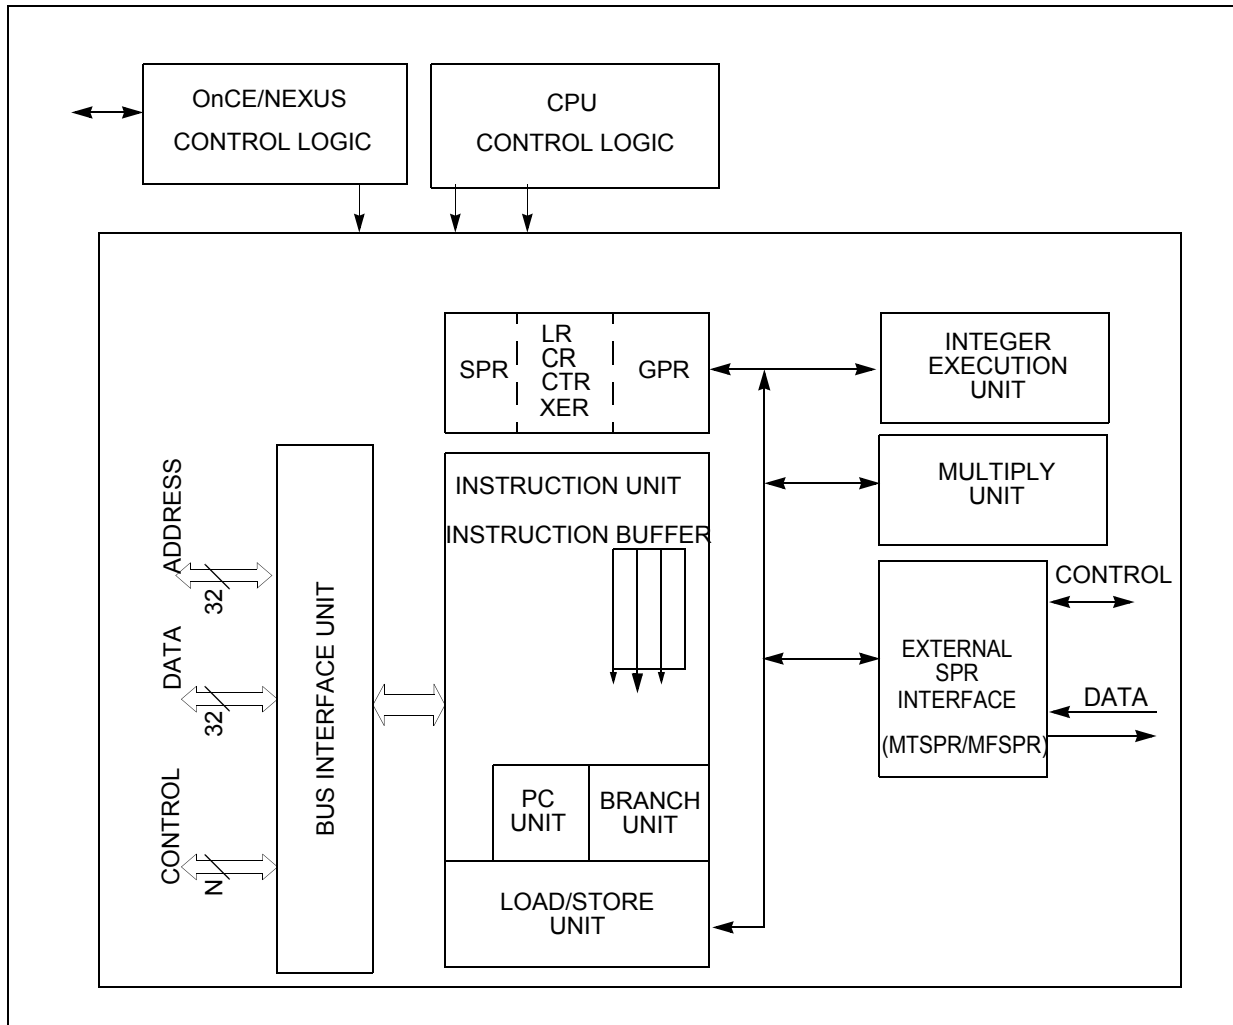 OnCE/NEXUS
CONTROL LOGIC
CPU
CONTROL LOGIC
SPR
LR
CR
CTR
XER
GPR
INTEGER
EXECUTION
UNIT
INSTRUCTION UNIT
INSTRUCTION BUFFER
MULTIPLY
UNIT
ADDRESS
32
DATA
32
CONTROL
N
BUS INTERFACE UNIT
EXTERNAL
SPR
INTERFACE
(MTSPR/MFSPR)
CONTROL
DATA
PC
UNIT
BRANCH
UNIT
LOAD/STORE
UNIT